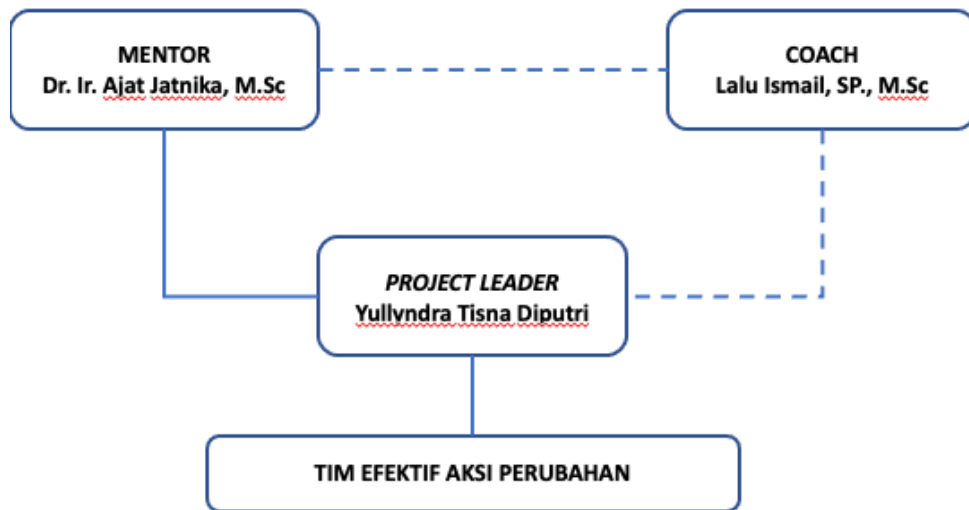 MENTOR
Dr. Ir. Ajat Jatnika, M.Sc
COACH
Lalu Ismail, SP., M.Sc
PROJECT LEADER
Yullyndra Tisna Diputri
TIM EFEKTIF AKSI PERUBAHAN